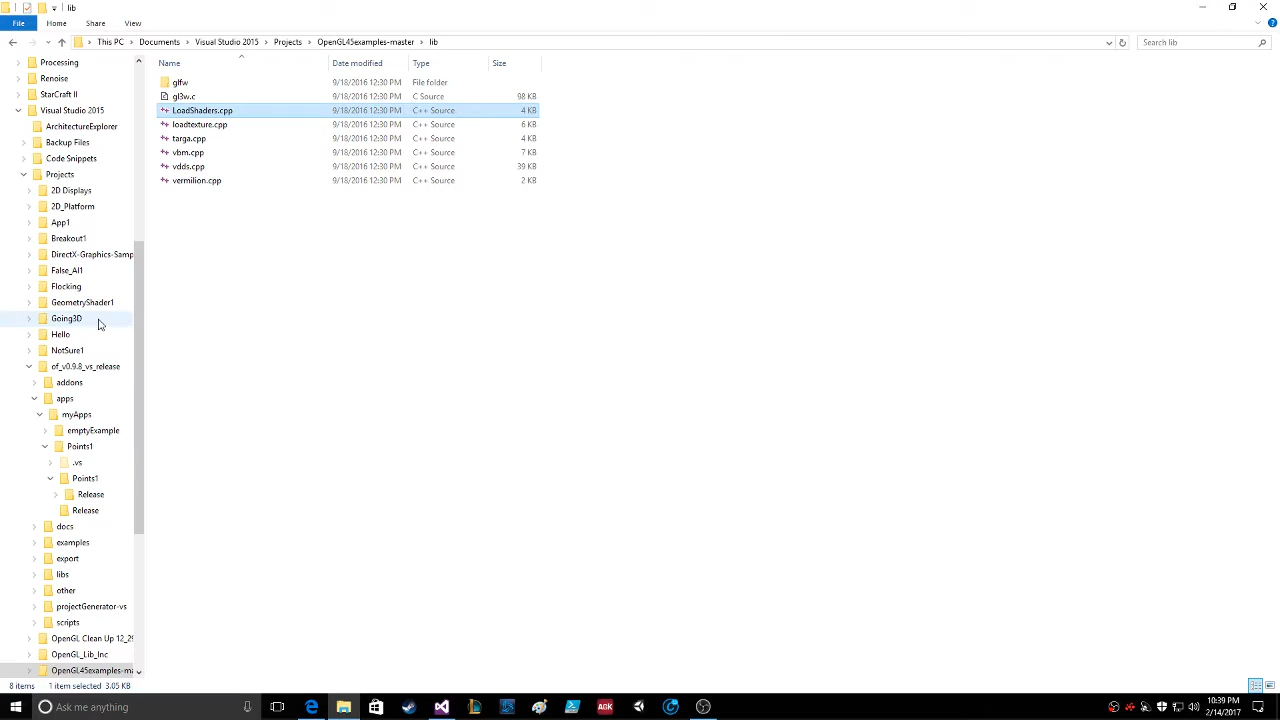 lib
File Home Share View
This PC Documents Visual Studio 2015 Projects OpenGL45examples-master lib
Search lib
Name Date modified Type Size
glfw 9/18/2016 12:30 PM File folder
gl3w.c 9/18/2016 12:30 PM C Source 98 KB
LoadShaders.cpp 9/18/2016 12:30 PM C++ Source 4 KB
loadtexture.cpp 9/18/2016 12:30 PM C++ Source 6 KB
targa.cpp 9/18/2016 12:30 PM C++ Source 4 KB
vbm.cpp 9/18/2016 12:30 PM C++ Source 7 KB
vdds.cpp 9/18/2016 12:30 PM C++ Source 39 KB
vermilion.cpp 9/18/2016 12:30 PM C++ Source 2 KB
Processing
Renoise
StarCraft II
Visual Studio 2015
ArchitectureExplorer
Backup Files
Code Snippets
Projects
2D Displays
2D_Platform
App1
Breakout1
DirectX-Graphics-Samp
False_AI1
Flocking
GeometryShader1
Going3D
Hello
NotSure1
of_v0.9.8_vs_release
addons
apps
myApps
emptyExample
Points1
.vs
Points1
Release
Release
docs
examples
export
libs
other
projectGenerator-vs
scripts
OpenGL Clean Up 12_29
OpenGL_Lib_Inc
OpenGL45examples-ma
8 items 1 item selected 3.05 KB
Ask me anything
AGK
10:39 PM
2/14/2017